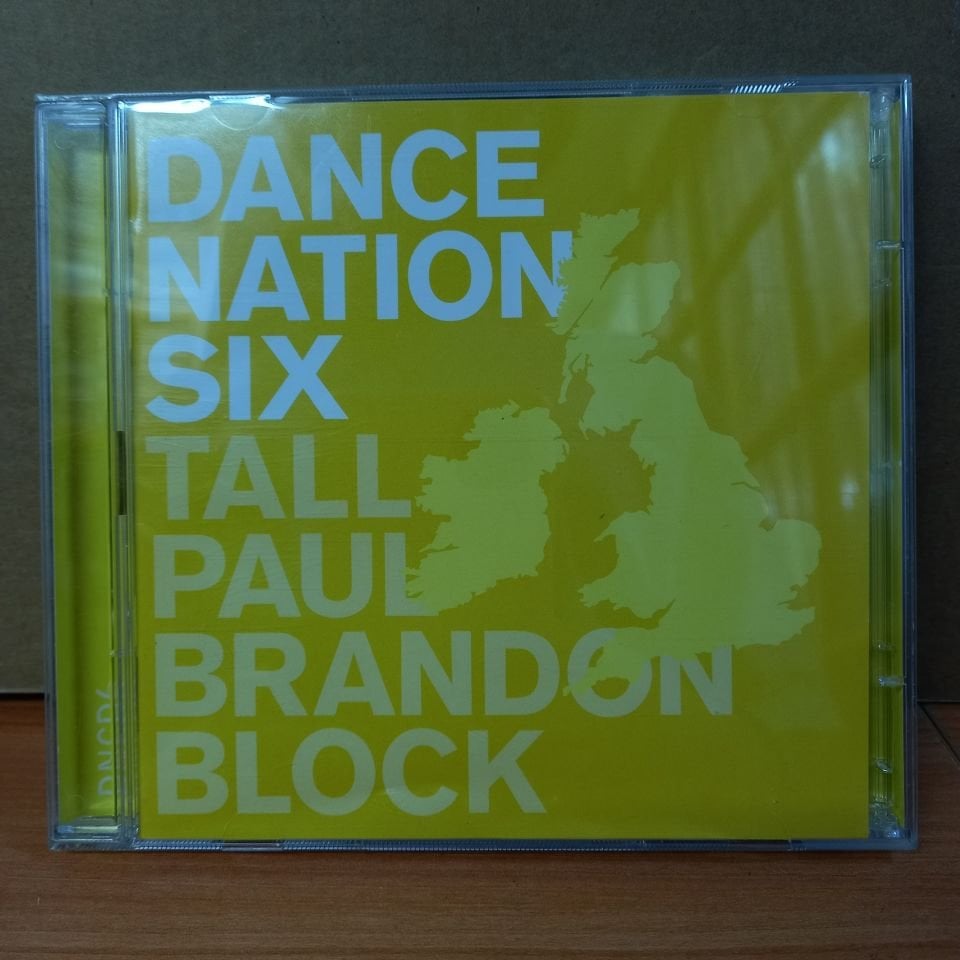 DANCE
NATION
SIX
TALL
PAUL
BRANDON
BLOCK